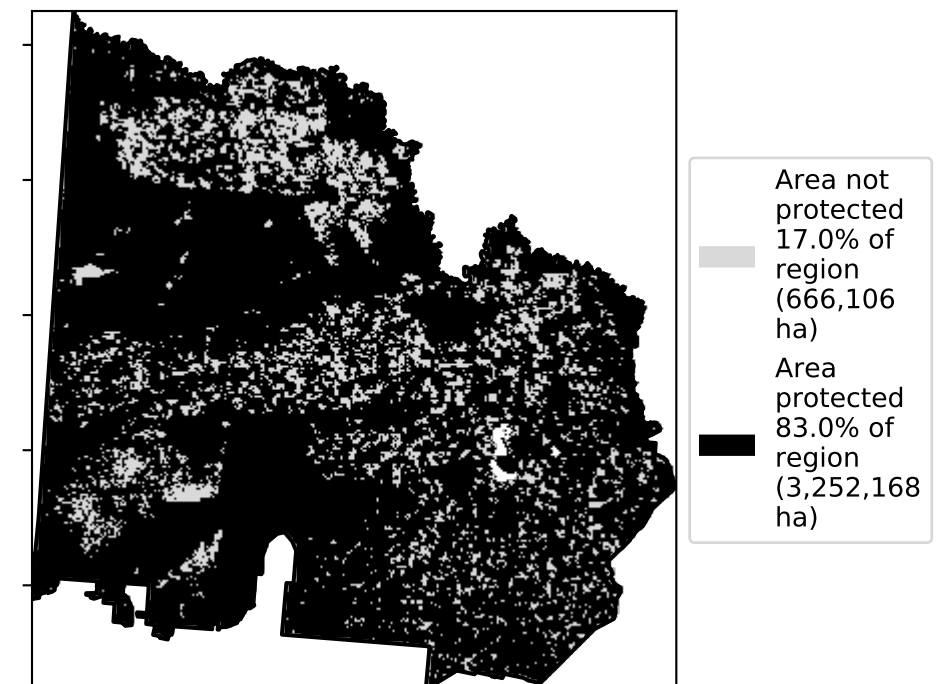 Area not
protected
17.0% of
region
(666,106
ha)
Area
protected
83.0% of
region
(3,252,168
ha)